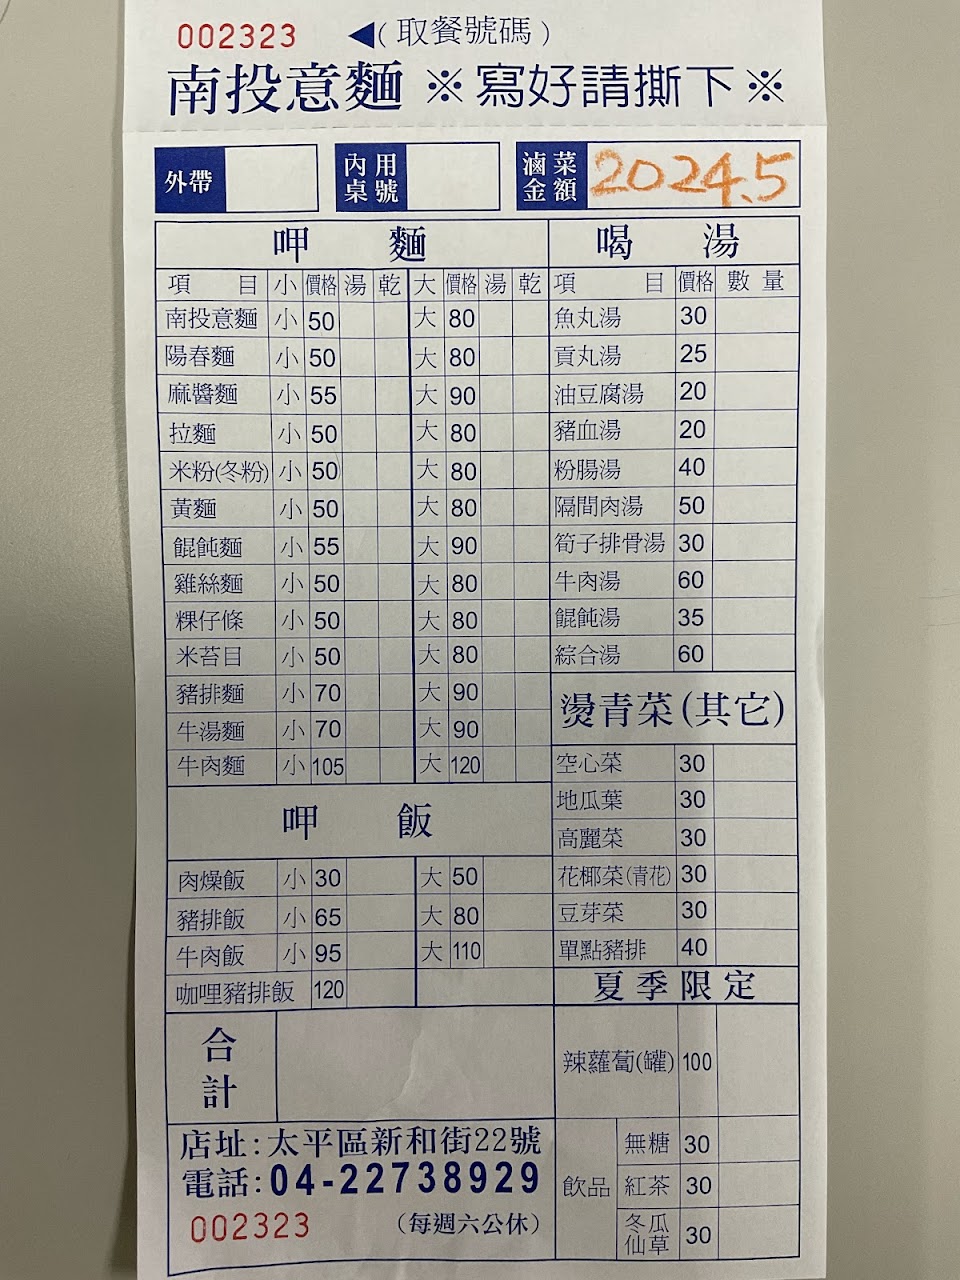 002323 ◀(取餐號碼)
南投意麵 ※寫好請撕下※
外帶 內用桌號 滷菜金額 2024.5
呷麵
項目 小 價格 湯 乾 大 價格 湯 乾
南投意麵 小 50 大 80
陽春麵 小 50 大 80
麻醬麵 小 55 大 90
拉麵 小 50 大 80
米粉(冬粉) 小 50 大 80
黃麵 小 50 大 80
餛飩麵 小 55 大 90
雞絲麵 小 50 大 80
粿仔條 小 50 大 80
米苔目 小 50 大 80
豬排麵 小 70 大 90
牛湯麵 小 70 大 90
牛肉麵 小 105 大 120
呷飯
肉燥飯 小 30 大 50
豬排飯 小 65 大 80
牛肉飯 小 95 大 110
咖哩豬排飯 120
合計
喝湯
項目 價格 數量
魚丸湯 30
貢丸湯 25
油豆腐湯 20
豬血湯 20
粉腸湯 40
隔間肉湯 50
筍子排骨湯 30
牛肉湯 60
餛飩湯 35
綜合湯 60
燙青菜(其它)
空心菜 30
地瓜葉 30
高麗菜 30
花椰菜(青花) 30
豆芽菜 30
單點豬排 40
夏季限定
辣蘿蔔(罐) 100
飲品
無糖 30
紅茶 30
冬瓜仙草 30
店址:太平區新和街22號
電話:04-22738929
002323 (每週六公休)